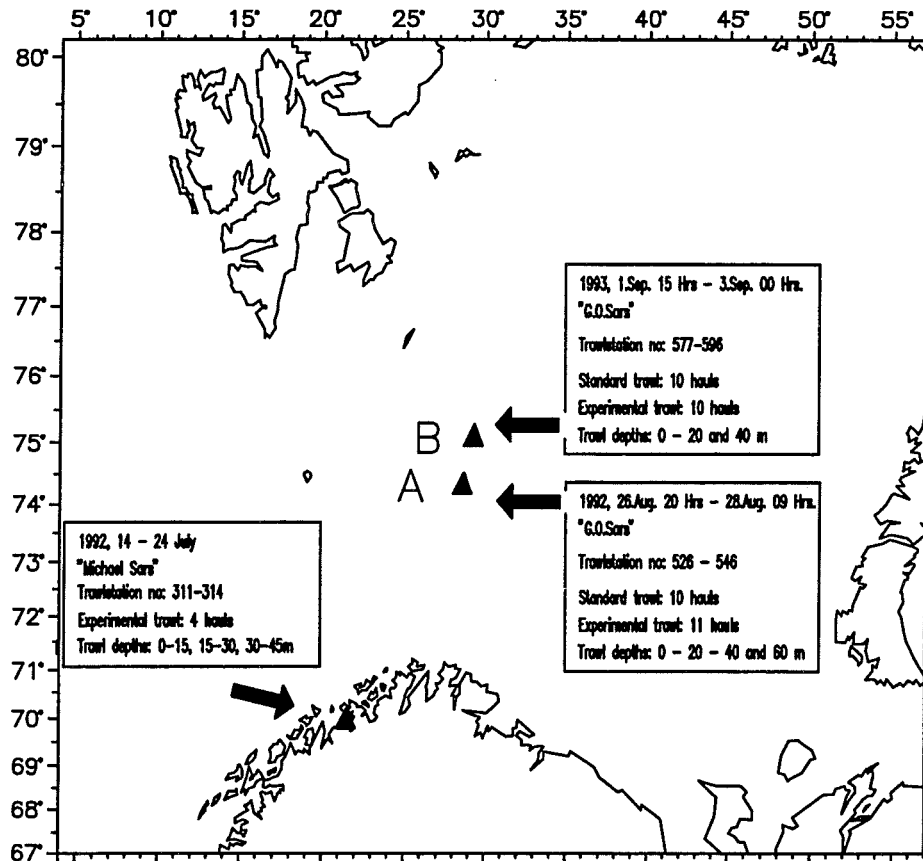 5° 10° 15° 20° 25° 30° 35° 40° 45° 50° 55°
80°
79°
78°
77°
76°
75°
74°
73°
72°
71°
70°
69°
68°
67°
1993, 1.Sep. 15 Hrs - 3.Sep. 00 Hrs.
"G.O.Sars"
Trawlstation no: 577-596
Standard trawl: 10 hauls
Experimental trawl: 10 hauls
Trawl depths: 0 - 20 and 40 m
B
A
1992, 26.Aug. 20 Hrs - 28.Aug. 09 Hrs.
"G.O.Sars"
Trawlstation no: 526 - 546
Standard trawl: 10 hauls
Experimental trawl: 11 hauls
Trawl depths: 0 - 20 - 40 and 60 m
1992, 14 - 24 July
"Michael Sars"
Trawlstation no: 311-314
Experimental trawl: 4 hauls
Trawl depths: 0-15, 15-30, 30-45m